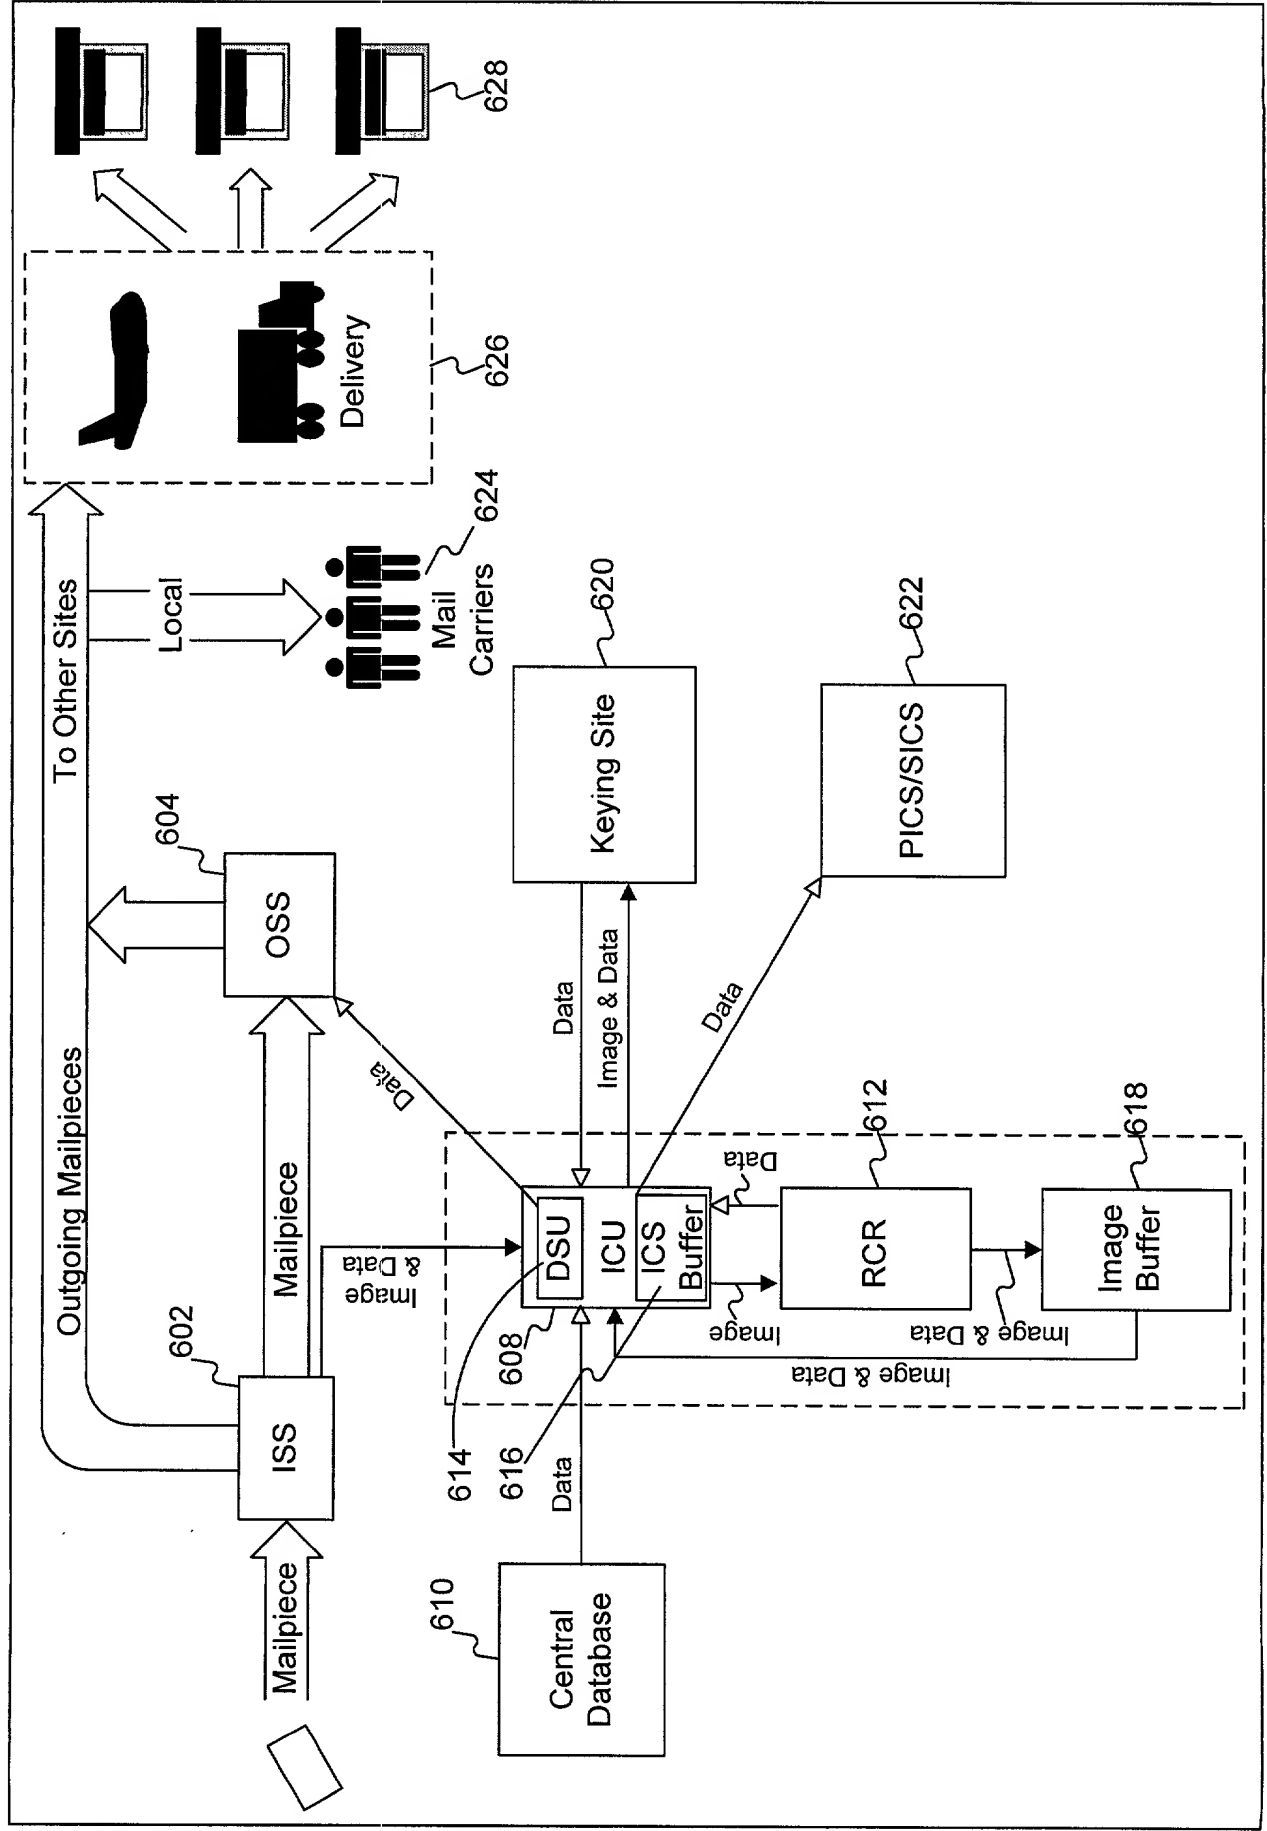 Outgoing Mailpieces
To Other Sites
Local
Mail
Carriers
624
Delivery
626
628
Mailpiece
ISS
602
Mailpiece
OSS
604
Image
& Data
Data
Central
Database
610
Data
614
616
608
DSU
ICU
ICS
Buffer
Data
Image & Data
Keying Site
620
Data
PICS/SICS
622
Image
Data
RCR
612
Image & Data
Image & Data
Image
Buffer
618